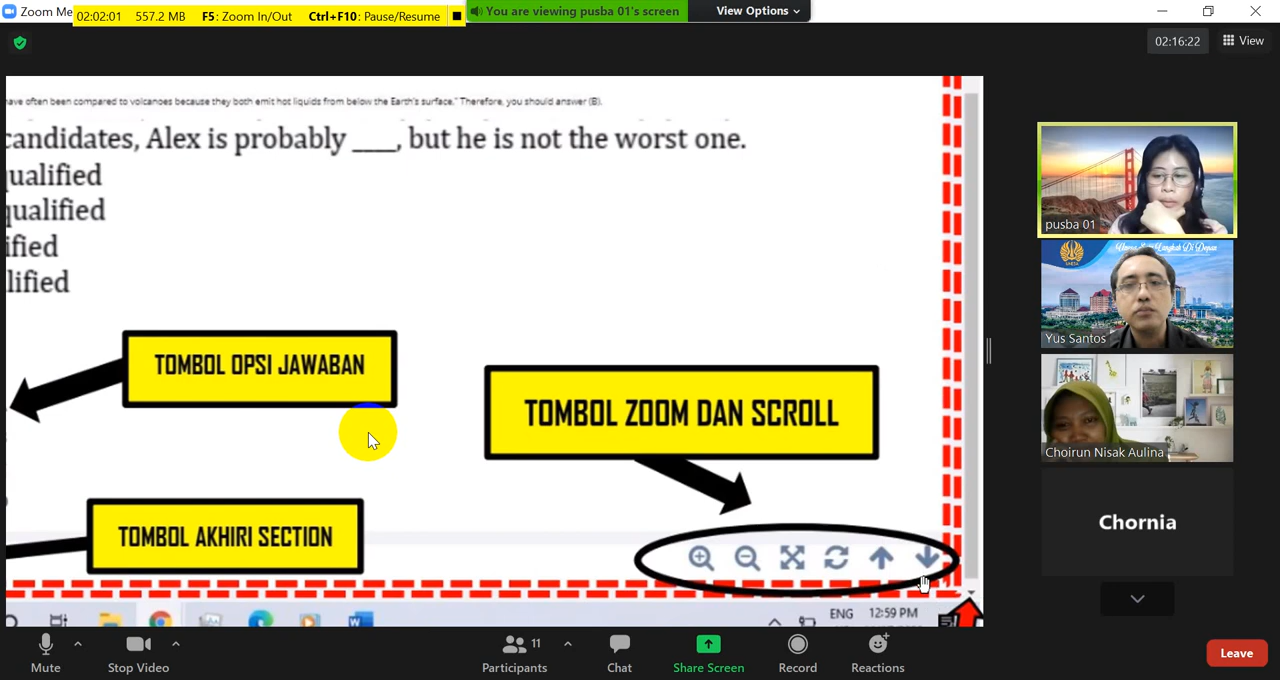 Zoom Me
02:02:01 557.2 MB F5: Zoom In/Out Ctrl+F10: Pause/Resume
You are viewing pusba 01's screen
View Options
02:16:22
View
have often been compared to volcanoes because they both emit hot liquids from below the Earth's surface." Therefore, you should answer (B).
candidates, Alex is probably ____, but he is not the worst one.
qualified
qualified
ified
lified
TOMBOL OPSI JAWABAN
TOMBOL ZOOM DAN SCROLL
TOMBOL AKHIRI SECTION
ENG
12:59 PM
pusba 01
UNESA
Yus Santos
Choirun Nisak Aulina
Chornia
Mute
Stop Video
Participants
11
Chat
Share Screen
Record
Reactions
Leave